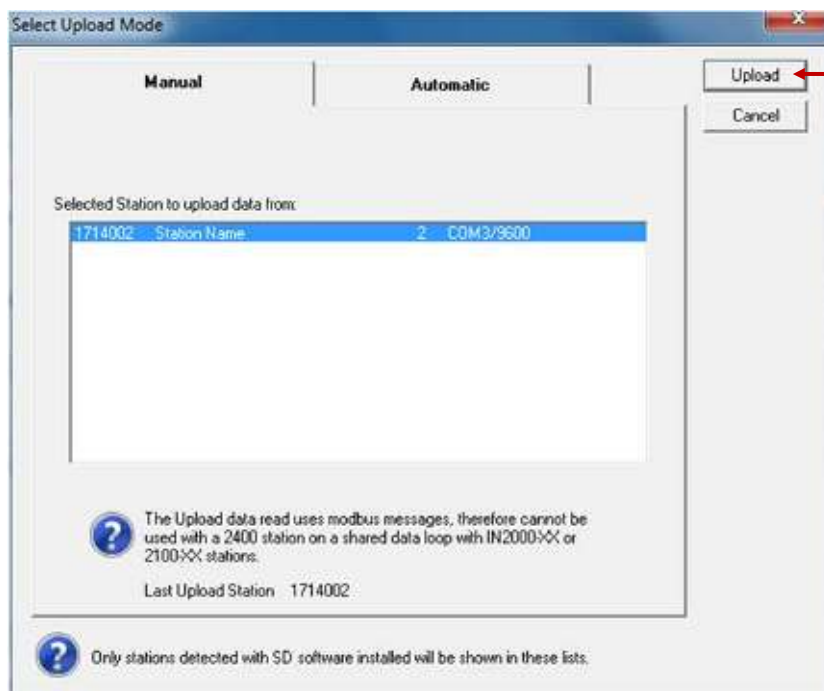 Select Upload Mode
x
Manual
Automatic
Upload
Cancel
Selected Station to upload data from:
1714002 Station Name 2 COM3/9600
The Upload data read uses modbus messages, therefore cannot be
used with a 2400 station on a shared data loop with IN2000-XX or
2100-XX stations.
Last Upload Station 1714002
Only stations detected with SD software installed will be shown in these lists.